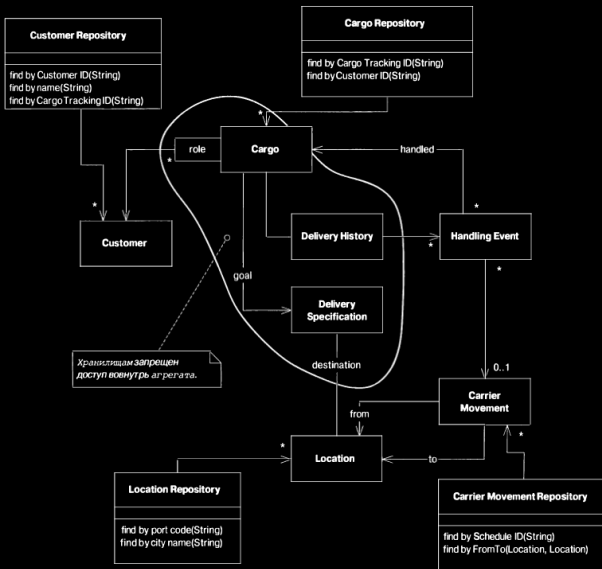 Customer Repository
find by Customer ID(String)
find by name(String)
find by Cargo Tracking ID(String)
Cargo Repository
find by Cargo Tracking ID(String)
find by Customer ID(String)
*
role
*
Cargo
handled
*
*
Customer
Delivery History
*
Handling Event
*
goal
Delivery
Specification
Хранилищам запрещен
доступ вовнутрь агрегата.
destination
0..1
Carrier
Movement
from
*
Location
to
*
Location Repository
find by port code(String)
find by city name(String)
Carrier Movement Repository
find by Schedule ID(String)
find by FromTo(Location, Location)